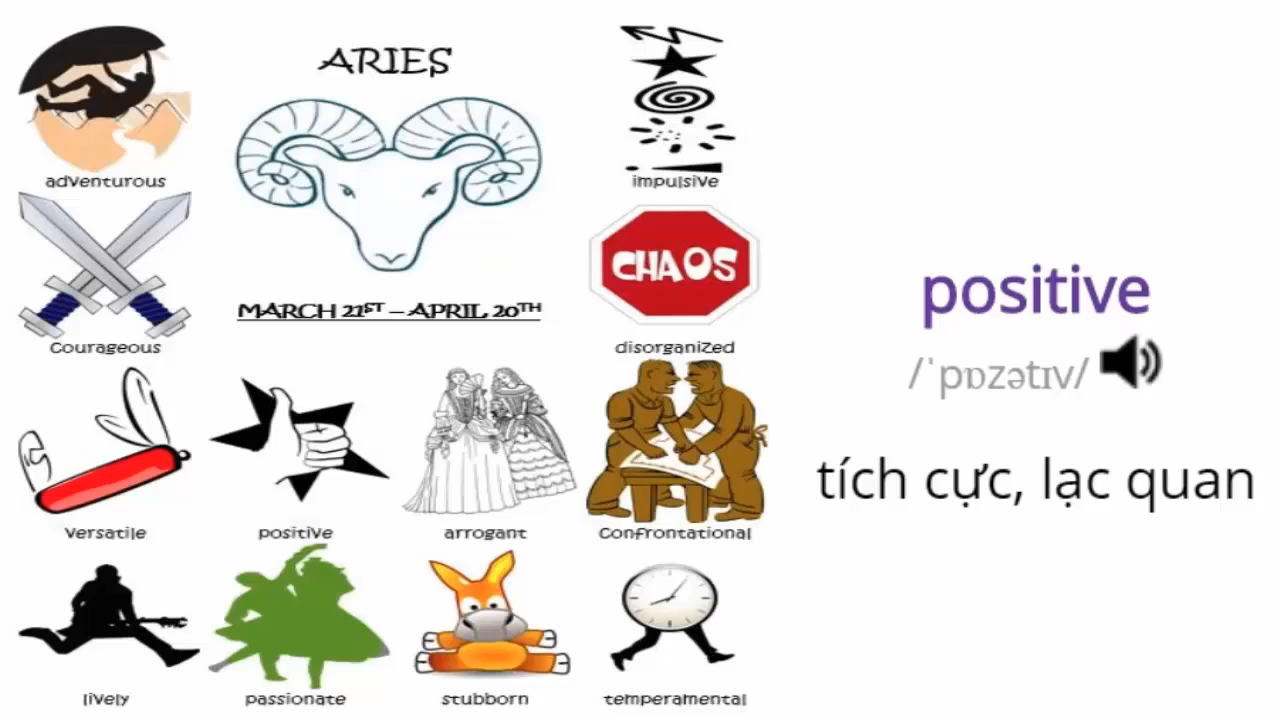 ARIES
adventurous
impulsive
CHAOS
MARCH 21ST – APRIL 20TH
Courageous
disorganized
Versatile
positive
arrogant
Confrontational
lively
passionate
stubborn
temperamental
positive
/ˈpɒzətɪv/
tích cực, lạc quan